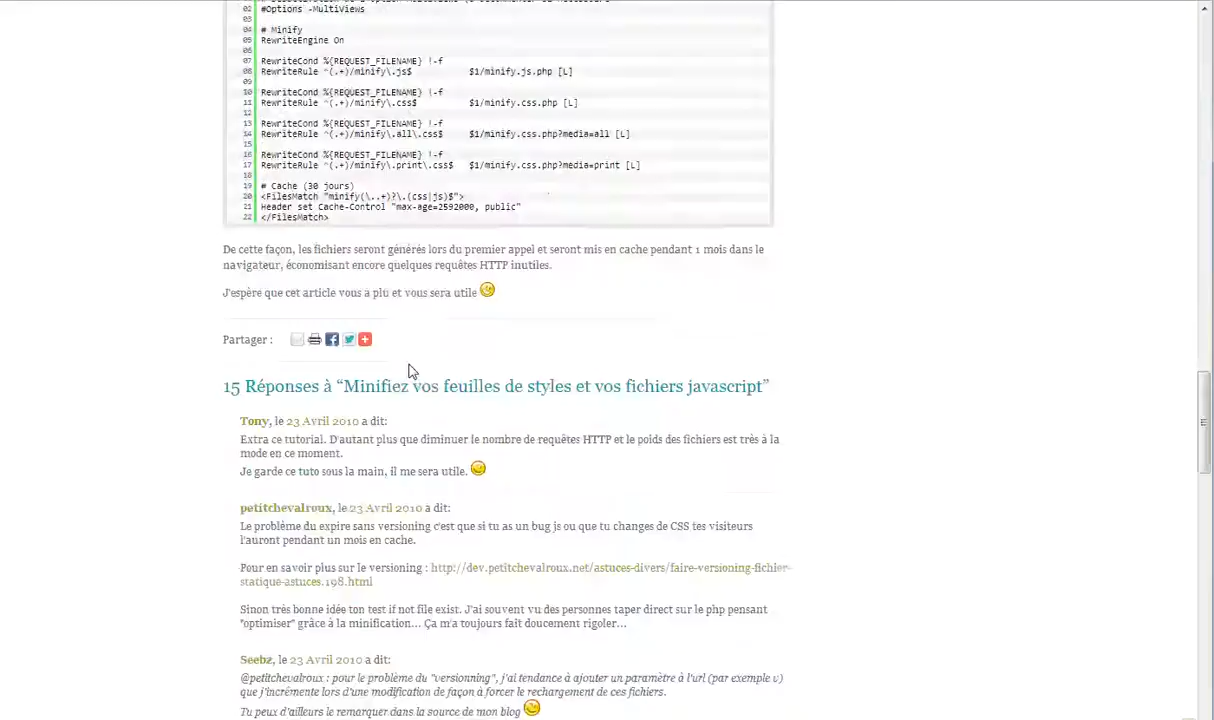 02 #Options -MultiViews
03
04 # Minify
05 RewriteEngine On
06
07 RewriteCond %{REQUEST_FILENAME} !-f
08 RewriteRule ^(.+)/minify\.js$ $1/minify.js.php [L]
09
10 RewriteCond %{REQUEST_FILENAME} !-f
11 RewriteRule ^(.+)/minify\.css$ $1/minify.css.php [L]
12
13 RewriteCond %{REQUEST_FILENAME} !-f
14 RewriteRule ^(.+)/minify\.all\.css$ $1/minify.css.php?media=all [L]
15
16 RewriteCond %{REQUEST_FILENAME} !-f
17 RewriteRule ^(.+)/minify\.print\.css$ $1/minify.css.php?media=print [L]
18
19 # Cache (30 jours)
20 <FilesMatch "minify(\..+)?\.(css|js)$">
21 Header set Cache-Control "max-age=2592000, public"
22 </FilesMatch>
De cette façon, les fichiers seront générés lors du premier appel et seront mis en cache pendant 1 mois dans le
navigateur, économisant encore quelques requêtes HTTP inutiles.
J'espère que cet article vous a plu et vous sera utile
Partager :
15 Réponses à “Minifiez vos feuilles de styles et vos fichiers javascript”
Tony, le 23 Avril 2010 a dit:
Extra ce tutorial. D'autant plus que diminuer le nombre de requêtes HTTP et le poids des fichiers est très à la
mode en ce moment.
Je garde ce tuto sous la main, il me sera utile.
petitchevalroux, le 23 Avril 2010 a dit:
Le problème du expire sans versioning c'est que si tu as un bug js ou que tu changes de CSS tes visiteurs
l'auront pendant un mois en cache.
Pour en savoir plus sur le versioning : http://dev.petitchevalroux.net/astuces-divers/faire-versioning-fichier-
statique-astuces.198.html
Sinon très bonne idée ton test if not file exist. J'ai souvent vu des personnes taper direct sur le php pensant
"optimiser" grâce à la minification… Ça m'a toujours fait doucement rigoler…
Seebz, le 23 Avril 2010 a dit:
@petitchevalroux : pour le problème du "versionning", j'ai tendance à ajouter un paramètre à l'url (par exemple v)
que j'incrémente lors d'une modification de façon à forcer le rechargement de ces fichiers.
Tu peux d'ailleurs le remarquer dans la source de mon blog